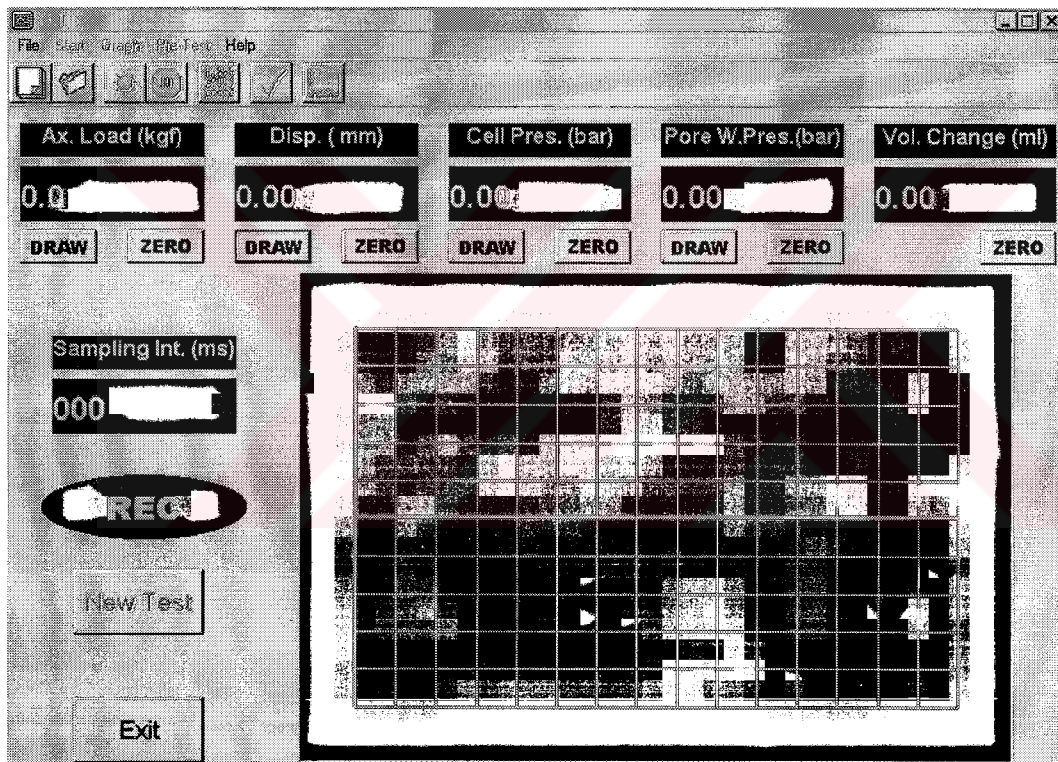 File Start Graph Pre-Test Help
Ax. Load (kgf) Disp. ( mm) Cell Pres. (bar) Pore W.Pres.(bar) Vol. Change (ml)
0.0 0.00 0.00 0.00 0.00
DRAW ZERO DRAW ZERO DRAW ZERO DRAW ZERO ZERO
Sampling Int. (ms)
000
REC
New Test
Exit